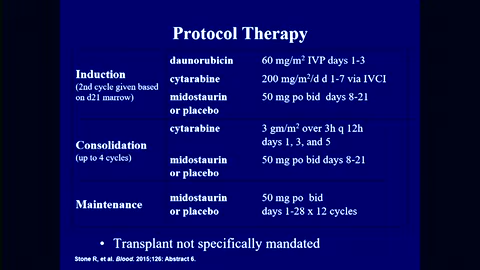 Protocol Therapy
Induction
(2nd cycle given based
on d21 marrow)
daunorubicin 60 mg/m² IVP days 1-3
cytarabine 200 mg/m²/d d 1-7 via IVCI
midostaurin 50 mg po bid days 8-21
or placebo
Consolidation
(up to 4 cycles)
cytarabine 3 gm/m² over 3h q 12h
days 1, 3, and 5
midostaurin 50 mg po bid days 8-21
or placebo
Maintenance
midostaurin 50 mg po bid
or placebo days 1-28 x 12 cycles
• Transplant not specifically mandated
Stone R, et al. Blood. 2015;126: Abstract 6.